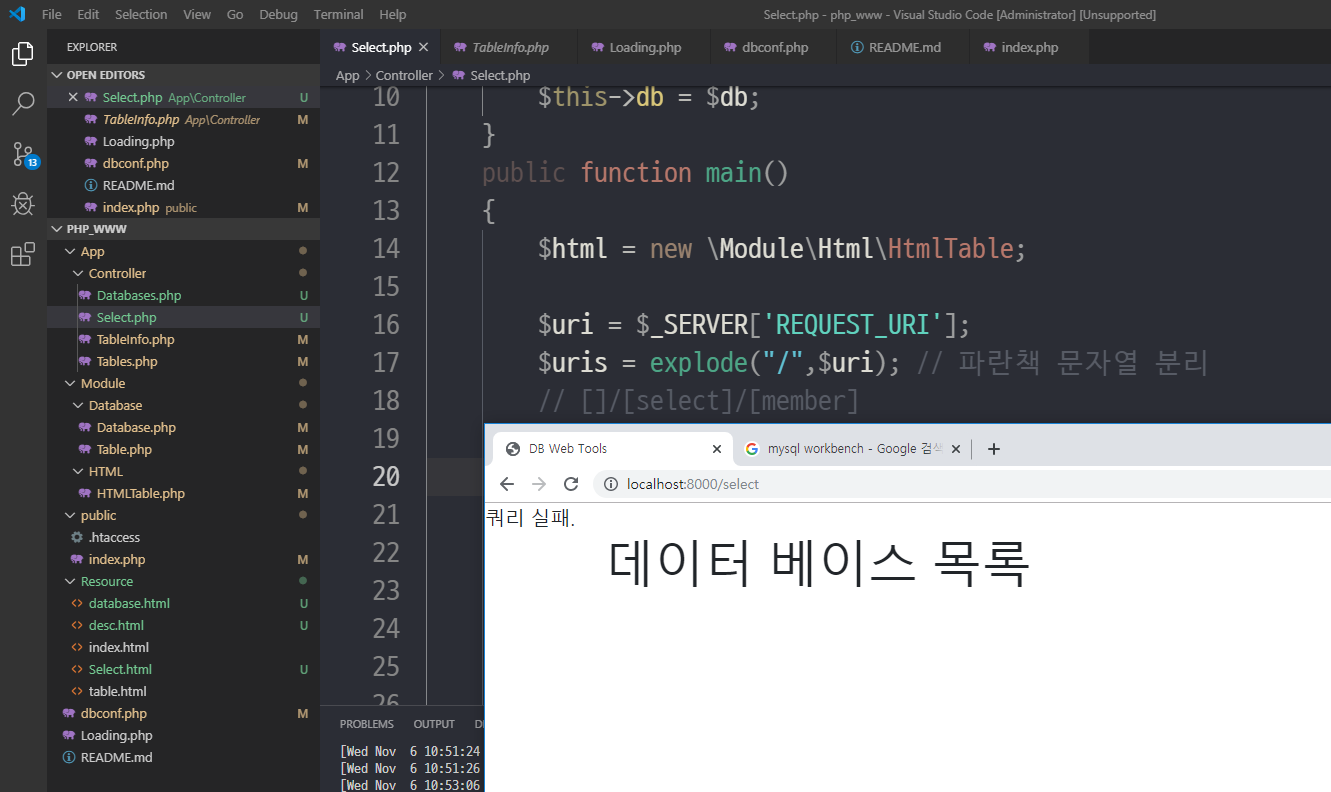 File Edit Selection View Go Debug Terminal Help Select.php - php_www - Visual Studio Code [Administrator] [Unsupported]
EXPLORER
OPEN EDITORS
Select.php App\Controller U
TableInfo.php App\Controller M
Loading.php
dbconf.php M
README.md
index.php public M
PHP_WWW
App
Controller
Databases.php U
Select.php U
TableInfo.php M
Tables.php M
Module
Database
Database.php M
Table.php M
HTML
HTMLTable.php M
public
.htaccess
index.php M
Resource
database.html U
desc.html U
index.html
Select.html U
table.html
dbconf.php M
Loading.php
README.md
13
Select.php TableInfo.php Loading.php dbconf.php README.md index.php
App > Controller > Select.php
10 $this->db = $db;
11 }
12 public function main()
13 {
14 $html = new \Module\Html\HtmlTable;
15
16 $uri = $_SERVER['REQUEST_URI'];
17 $uris = explode("/",$uri); // 파란책 문자열 분리
18 // []/[select]/[member]
19
20
21
22
23
24
25
26
PROBLEMS OUTPUT
[Wed Nov 6 10:51:24
[Wed Nov 6 10:51:26
[Wed Nov 6 10:53:06
DB Web Tools mysql workbench - Google 검색
localhost:8000/select
쿼리 실패.
데이터 베이스 목록